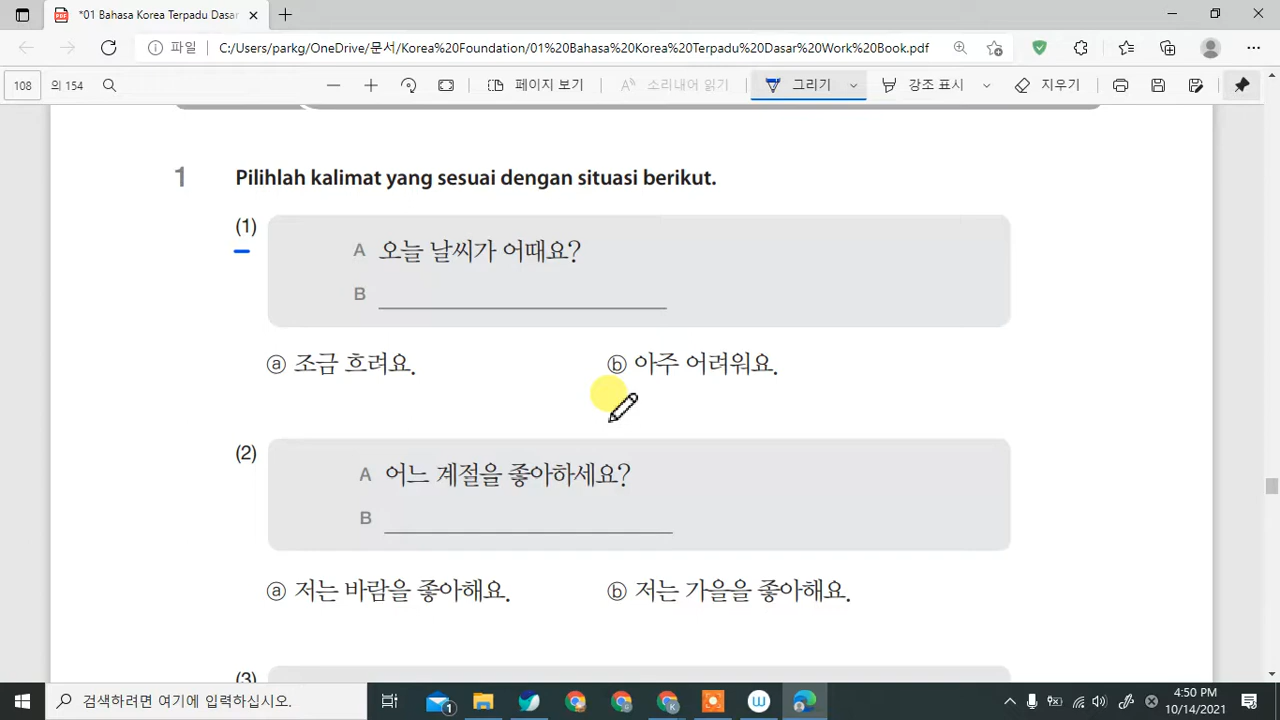 *01 Bahasa Korea Terpadu Dasar
파일 C:/Users/parkg/OneDrive/문서/Korea%20Foundation/01%20Bahasa%20Korea%20Terpadu%20Dasar%20Work%20Book.pdf
108 의 154 페이지 보기 소리내어 읽기 그리기 강조 표시 지우기
1 Pilihlah kalimat yang sesuai dengan situasi berikut.
(1)
A 오늘 날씨가 어때요?
B
ⓐ 조금 흐려요. ⓑ 아주 어려워요.
(2)
A 어느 계절을 좋아하세요?
B
ⓐ 저는 바람을 좋아해요. ⓑ 저는 가을을 좋아해요.
(3)
검색하려면 여기에 입력하십시오.
4:50 PM
10/14/2021